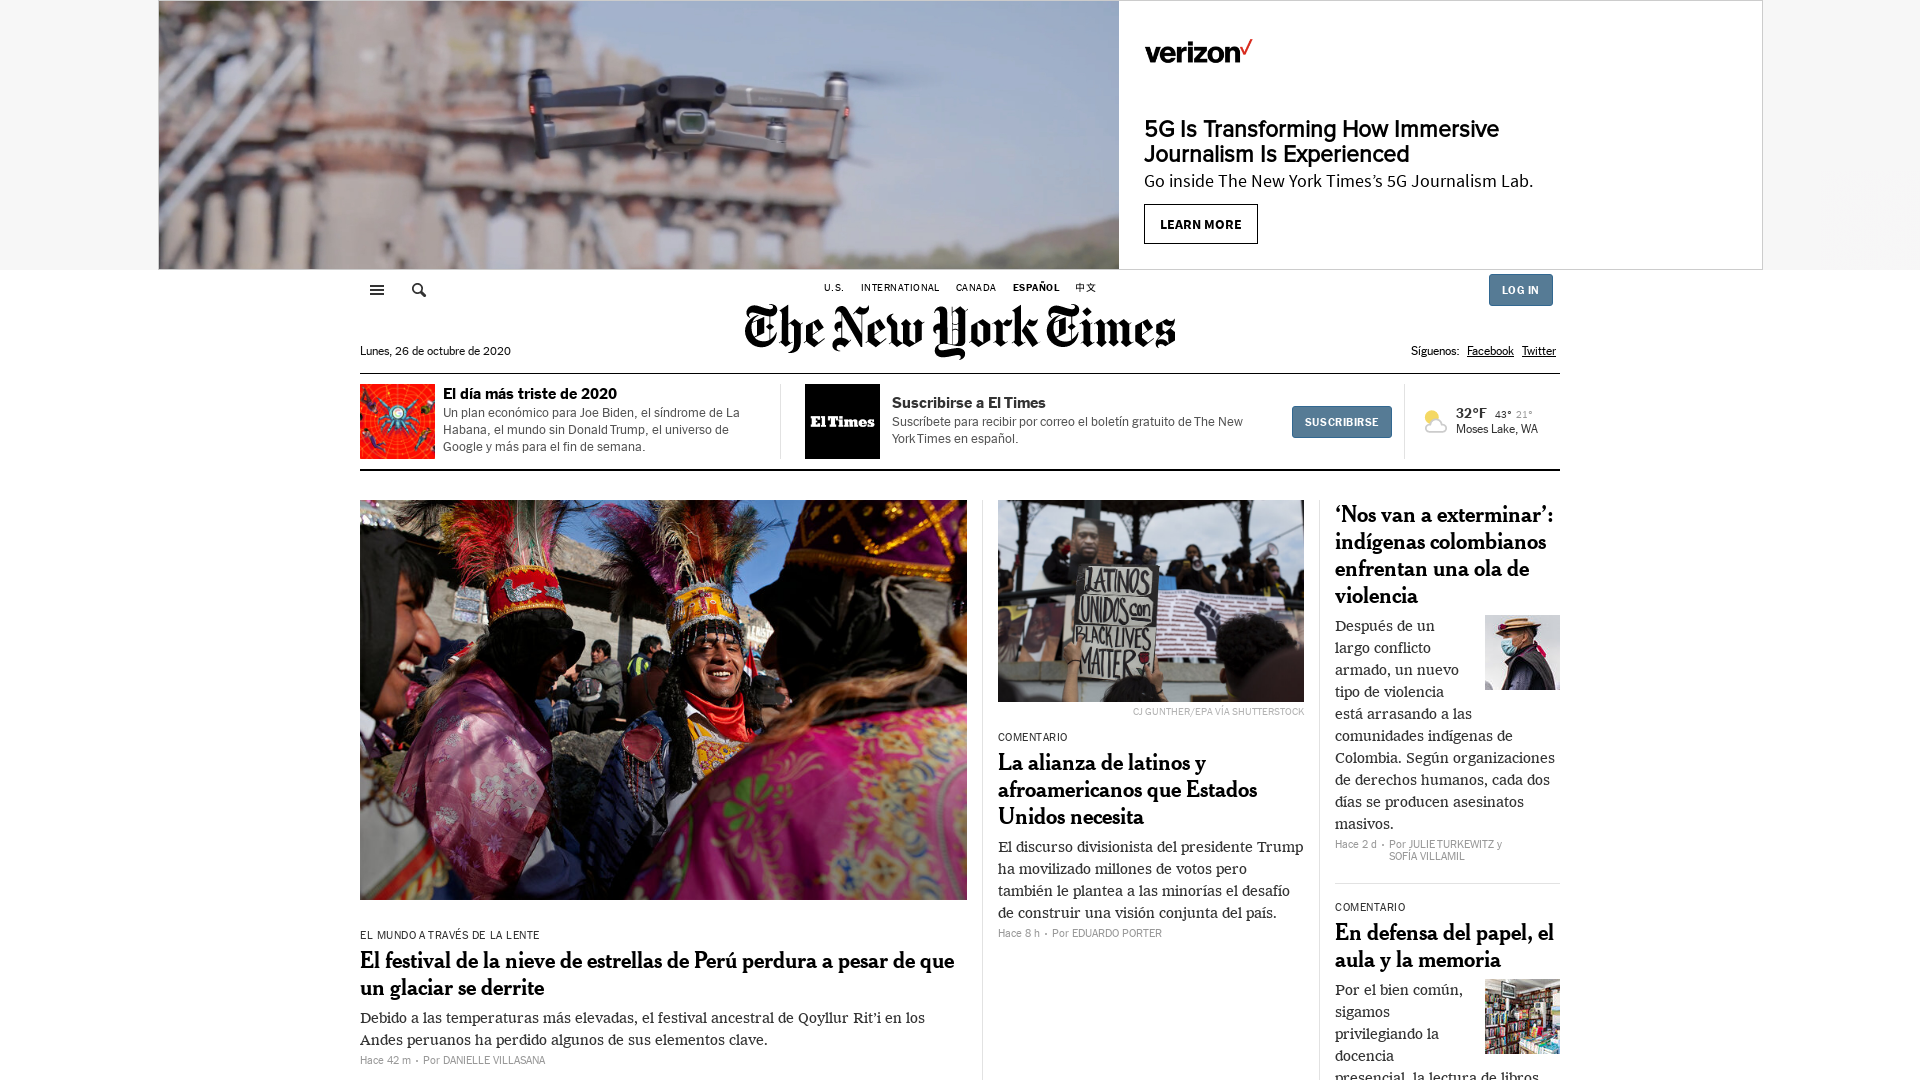 verizon
5G Is Transforming How Immersive
Journalism Is Experienced
Go inside The New York Times’s 5G Journalism Lab.
LEARN MORE
U.S. INTERNATIONAL CANADA ESPAÑOL 中文
LOG IN
The New York Times
Lunes, 26 de octubre de 2020
Síguenos: Facebook Twitter
El día más triste de 2020
Un plan económico para Joe Biden, el síndrome de La
Habana, el mundo sin Donald Trump, el universo de
Google y más para el fin de semana.
El Times
Suscribirse a El Times
Suscríbete para recibir por correo el boletín gratuito de The New
York Times en español.
SUSCRIBIRSE
32°F 43° 21°
Moses Lake, WA
EL MUNDO A TRAVÉS DE LA LENTE
El festival de la nieve de estrellas de Perú perdura a pesar de que
un glaciar se derrite
Debido a las temperaturas más elevadas, el festival ancestral de Qoyllur Rit’i en los
Andes peruanos ha perdido algunos de sus elementos clave.
Hace 42 m • Por DANIELLE VILLASANA
LATINOS
UNIDOS con
BLACK LIVES
MATTER
CJ GUNTHER/EPA VÍA SHUTTERSTOCK
COMENTARIO
La alianza de latinos y
afroamericanos que Estados
Unidos necesita
El discurso divisionista del presidente Trump
ha movilizado millones de votos pero
también le plantea a las minorías el desafío
de construir una visión conjunta del país.
Hace 8 h • Por EDUARDO PORTER
‘Nos van a exterminar’:
indígenas colombianos
enfrentan una ola de
violencia
Después de un
largo conflicto
armado, un nuevo
tipo de violencia
está arrasando a las
comunidades indígenas de
Colombia. Según organizaciones
de derechos humanos, cada dos
días se producen asesinatos
masivos.
Hace 2 d • Por JULIE TURKEWITZ y
SOFÍA VILLAMIL
COMENTARIO
En defensa del papel, el
aula y la memoria
Por el bien común,
sigamos
privilegiando la
docencia
presencial, la lectura de libros